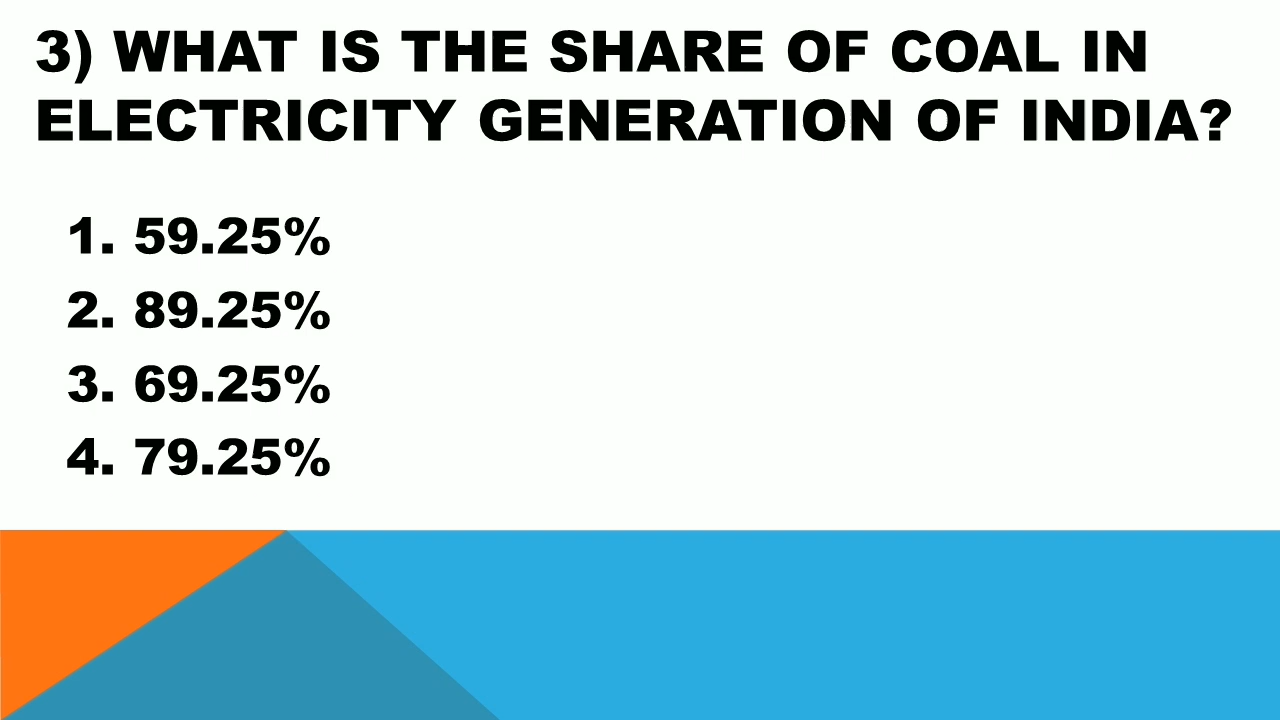 3) WHAT IS THE SHARE OF COAL IN
ELECTRICITY GENERATION OF INDIA?
1. 59.25%
2. 89.25%
3. 69.25%
4. 79.25%